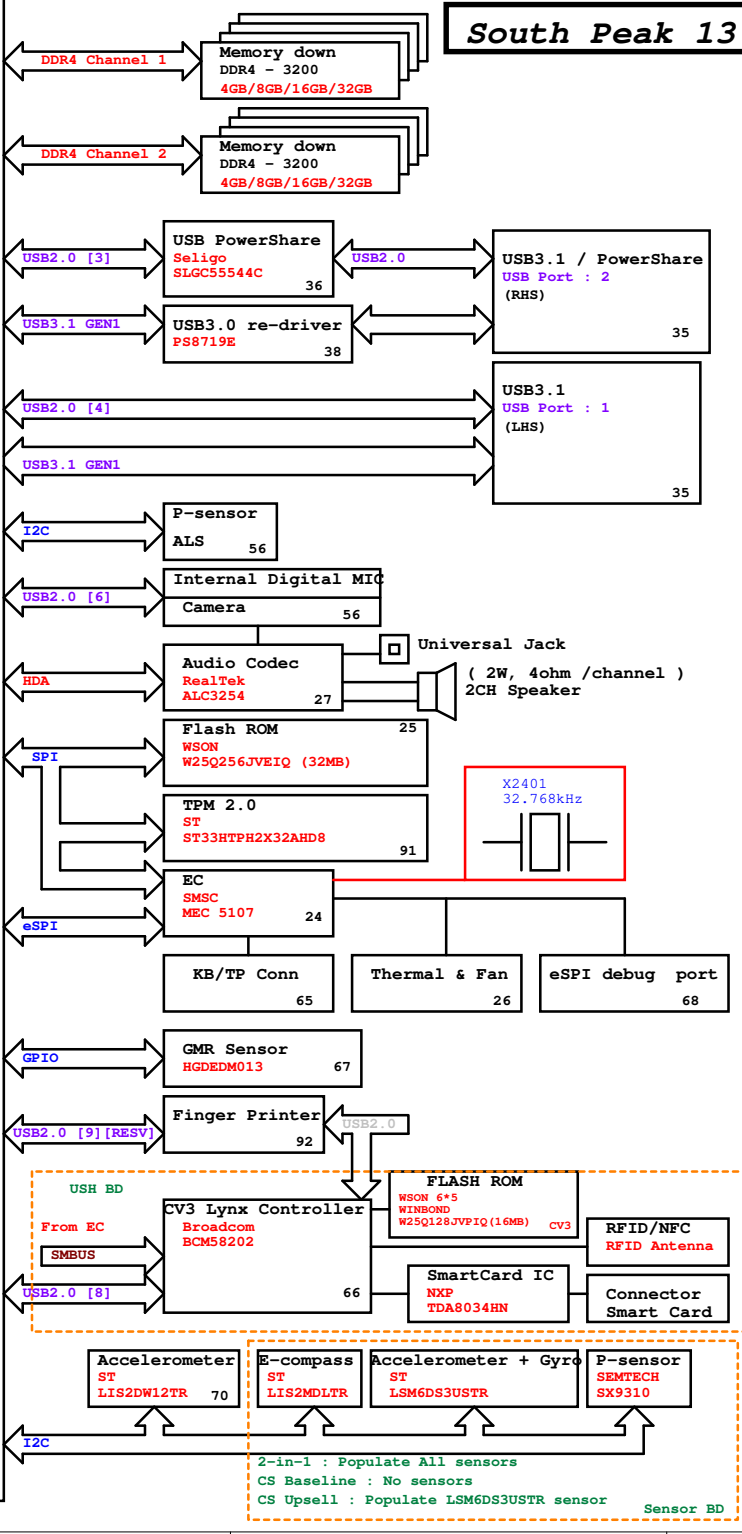 South Peak 13
DDR4 Channel 1
Memory down
DDR4 - 3200
4GB/8GB/16GB/32GB
DDR4 Channel 2
Memory down
DDR4 - 3200
4GB/8GB/16GB/32GB
USB2.0 [3]
USB PowerShare
Seligo
SLGC55544C
36
USB2.0
USB3.1 / PowerShare
USB Port : 2
(RHS)
35
USB3.1 GEN1
USB3.0 re-driver
PS8719E
38
USB2.0 [4]
USB3.1 GEN1
USB3.1
USB Port : 1
(LHS)
35
I2C
P-sensor
ALS
56
USB2.0 [6]
Internal Digital MIC
Camera
56
HDA
Audio Codec
RealTek
ALC3254
27
Universal Jack
( 2W, 4ohm /channel )
2CH Speaker
SPI
Flash ROM
25
WSON
W25Q256JVEIQ (32MB)
TPM 2.0
ST
ST33HTPH2X32AHD8
91
X2401
32.768kHz
eSPI
EC
SMSC
MEC 5107
24
KB/TP Conn
65
Thermal & Fan
26
eSPI debug port
68
GPIO
GMR Sensor
HGDEDM013
67
USB2.0 [9][RESV]
Finger Printer
92
USB2.0
USH BD
From EC
SMBUS
USB2.0 [8]
CV3 Lynx Controller
Broadcom
BCM58202
66
FLASH ROM
WSON 6*5
WINBOND
W25Q128JVPIQ(16MB)
CV3
RFID/NFC
RFID Antenna
SmartCard IC
NXP
TDA8034HN
Connector
Smart Card
Accelerometer
ST
LIS2DW12TR
70
E-compass
ST
LIS2MDLTR
Accelerometer + Gyro
ST
LSM6DS3USTR
P-sensor
SEMTECH
SX9310
I2C
2-in-1 : Populate All sensors
CS Baseline : No sensors
CS Upsell : Populate LSM6DS3USTR sensor
Sensor BD